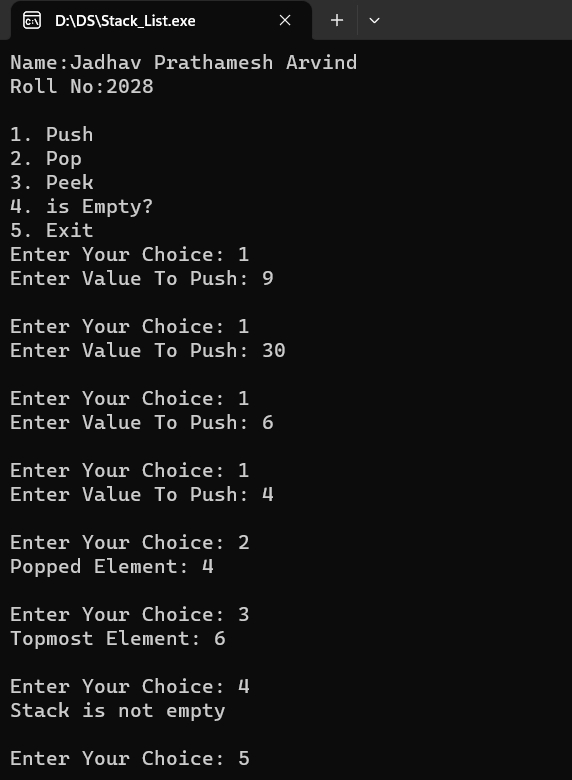 D:\DS\Stack_List.exe
Name:Jadhav Prathamesh Arvind
Roll No:2028
1. Push
2. Pop
3. Peek
4. is Empty?
5. Exit
Enter Your Choice: 1
Enter Value To Push: 9
Enter Your Choice: 1
Enter Value To Push: 30
Enter Your Choice: 1
Enter Value To Push: 6
Enter Your Choice: 1
Enter Value To Push: 4
Enter Your Choice: 2
Popped Element: 4
Enter Your Choice: 3
Topmost Element: 6
Enter Your Choice: 4
Stack is not empty
Enter Your Choice: 5